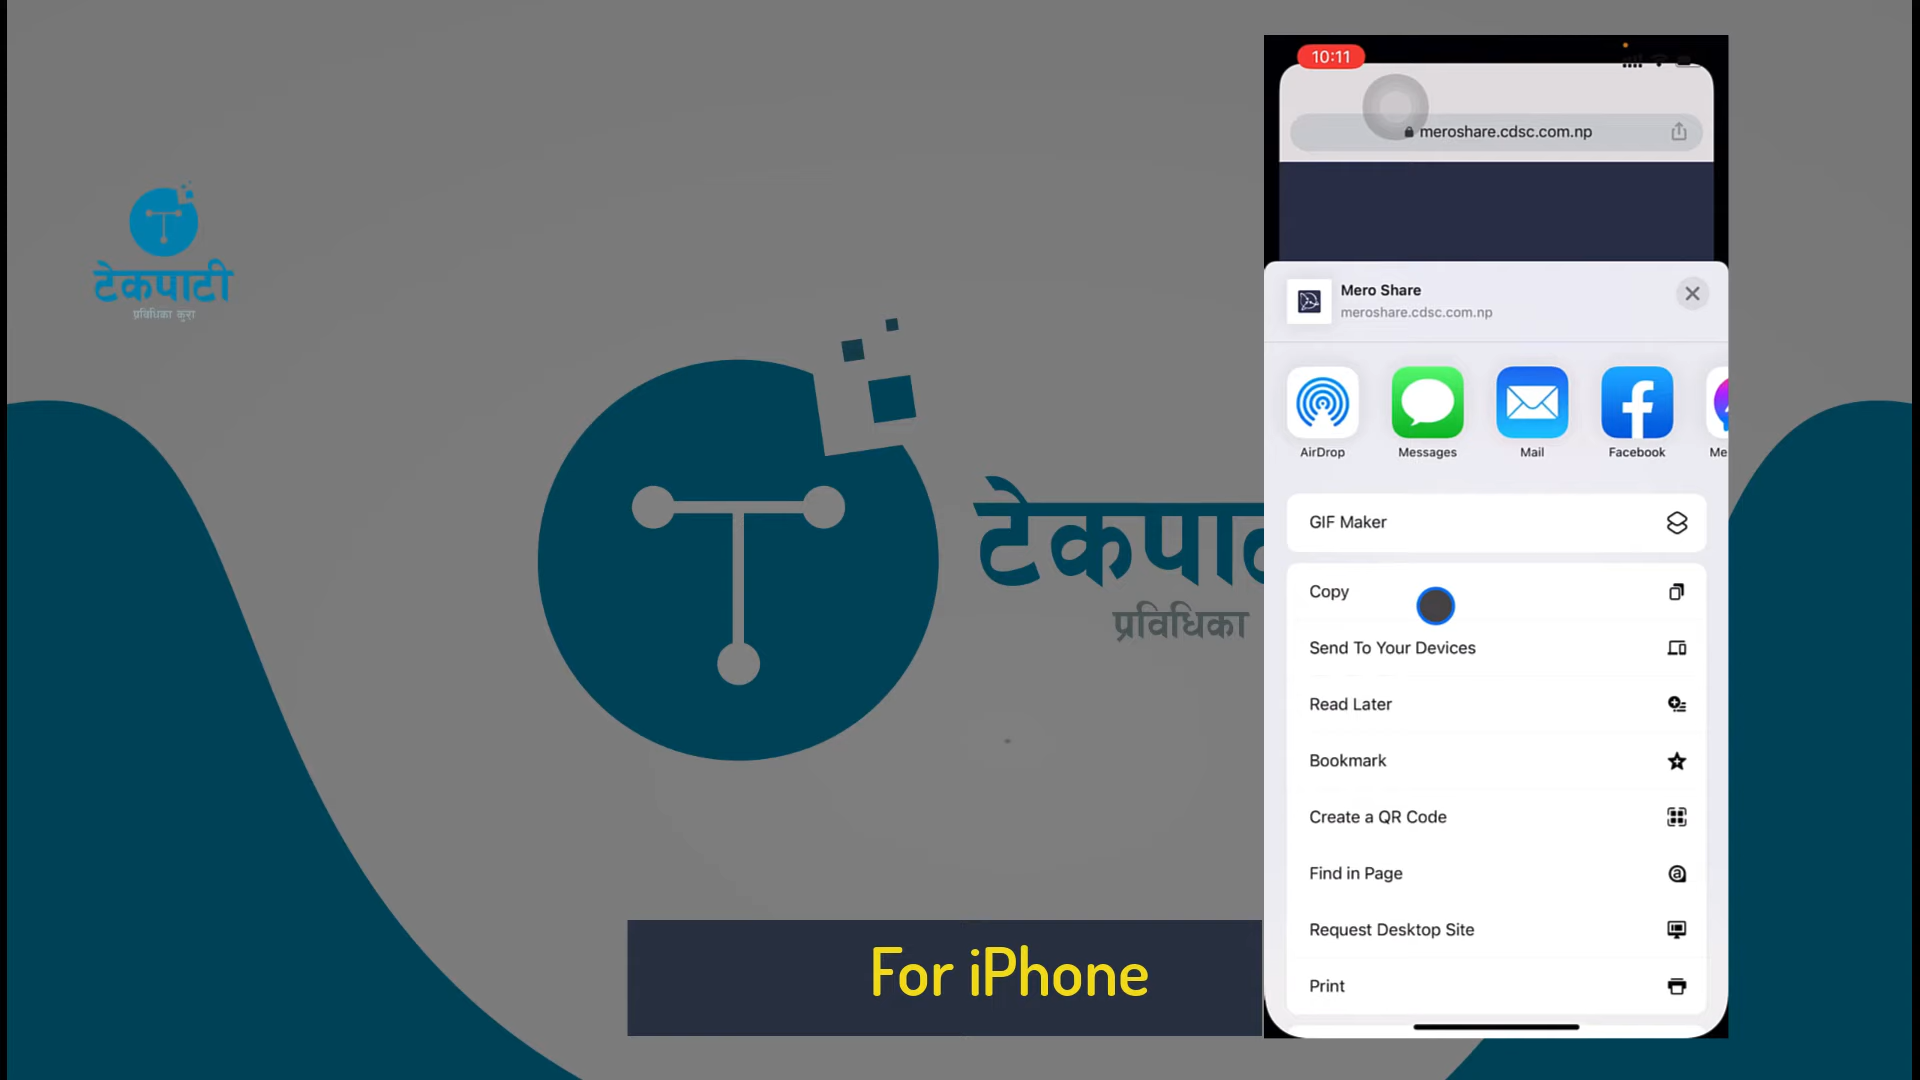 टेकपाटी
प्रविधिका कुरा
टेकपाटी
प्रविधिका
For iPhone
10:11
meroshare.cdsc.com.np
Mero Share
meroshare.cdsc.com.np
AirDrop
Messages
Mail
Facebook
Me
GIF Maker
Copy
Send To Your Devices
Read Later
Bookmark
Create a QR Code
Find in Page
Request Desktop Site
Print